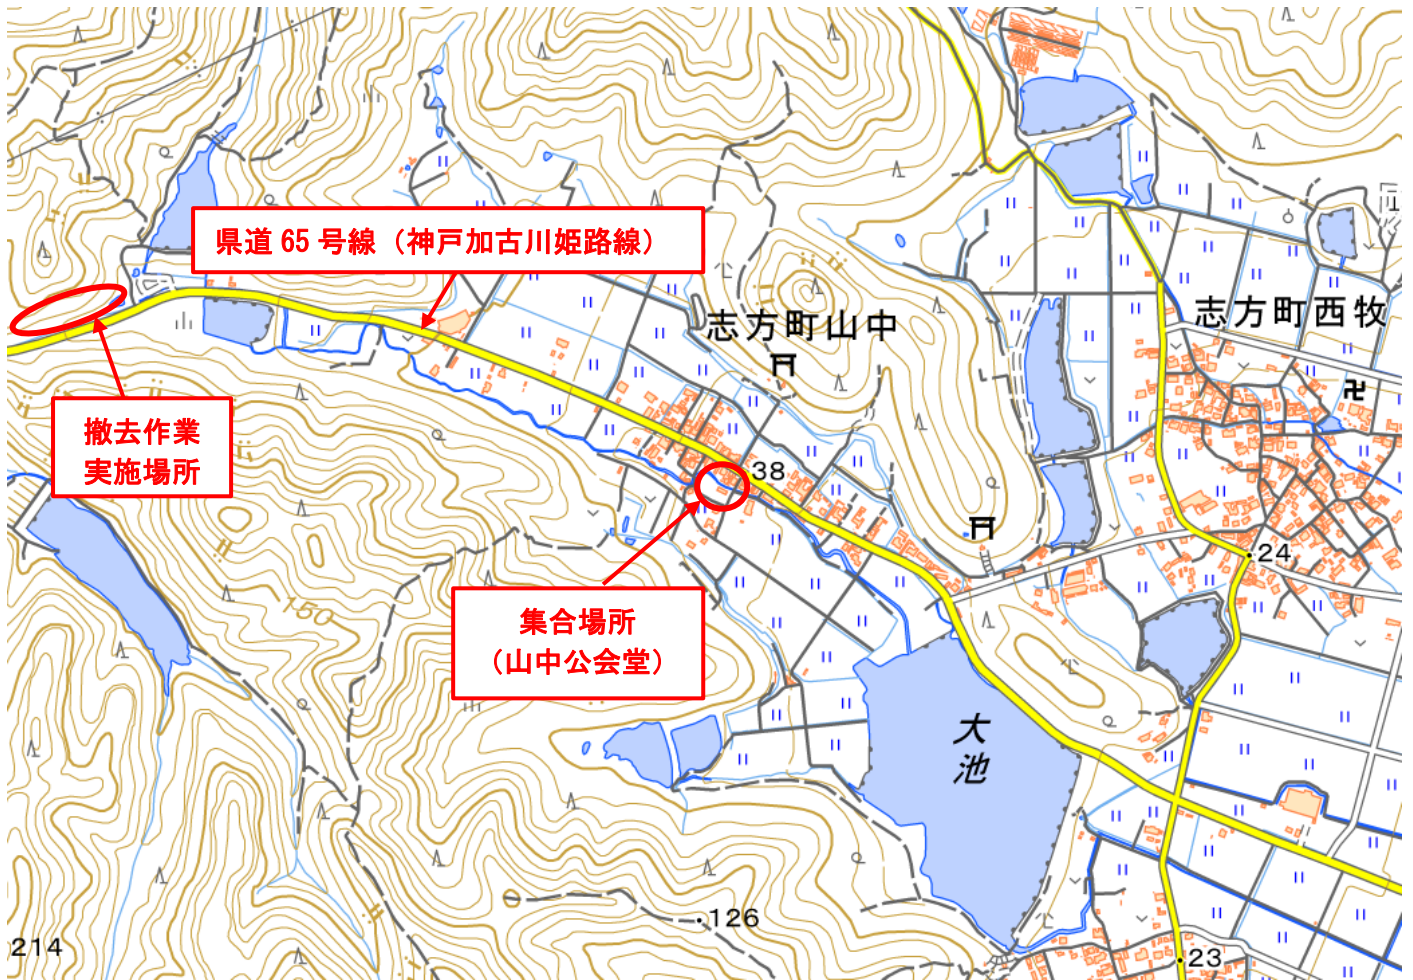 県道 65 号線（神戸加古川姫路線）
志方町山中
志方町西牧
撤去作業
実施場所
38
24
150
集合場所
（山中公会堂）
大池
126
214
23